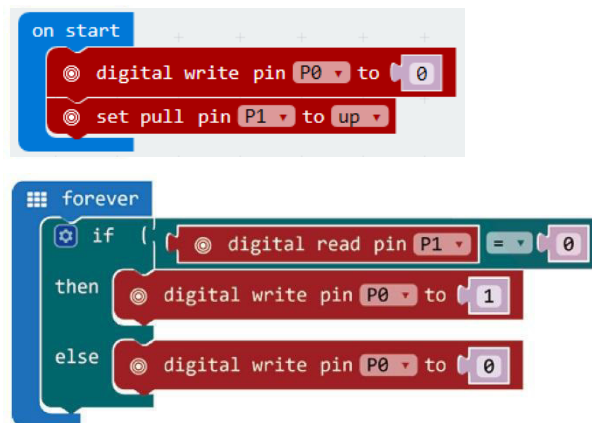 on start
digital write pin P0 to 0
set pull pin P1 to up
forever
if digital read pin P1 = 0
then digital write pin P0 to 1
else digital write pin P0 to 0